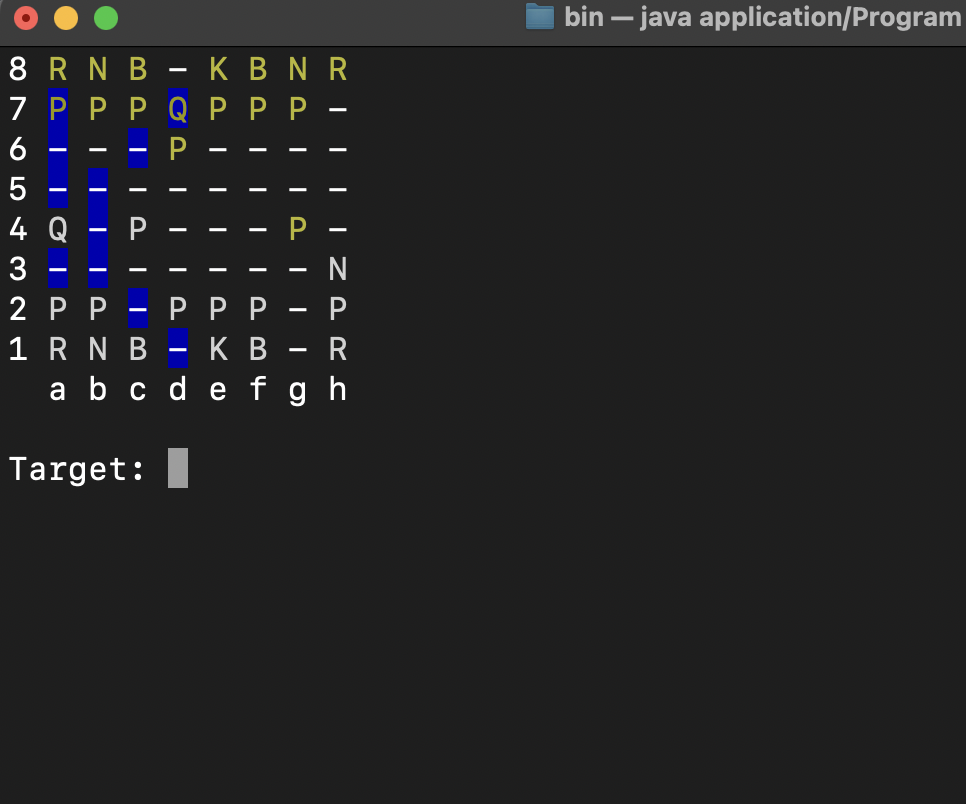 bin — java application/Program
8 R N B – K B N R
7 P P P Q P P P –
6 – – – P – – – –
5 – – – – – – – –
4 Q – P – – – P –
3 – – – – – – – N
2 P P – P P P – P
1 R N B – K B – R
a b c d e f g h
Target: